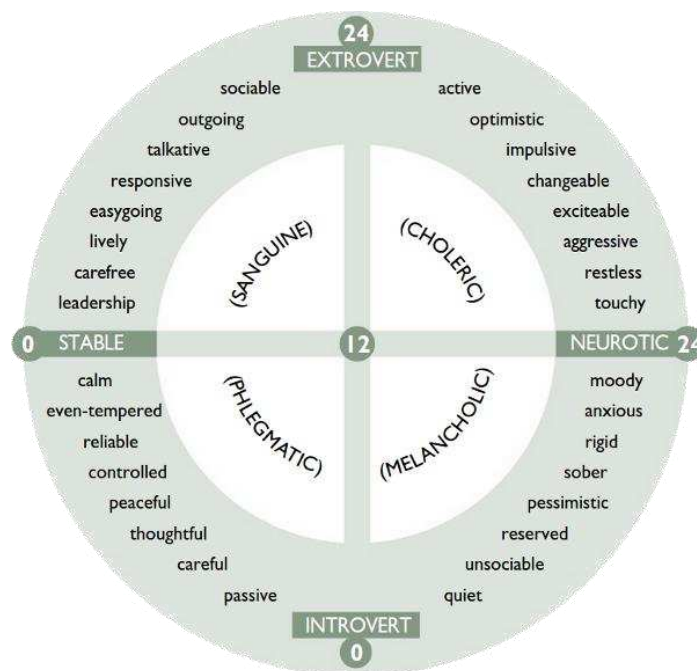 24
EXTROVERT
sociable
active
outgoing
optimistic
talkative
impulsive
responsive
changeable
easygoing
exciteable
lively
aggressive
carefree
restless
leadership
touchy
(SANGUINE)
(CHOLERIC)
0 STABLE
12
NEUROTIC 24
(PHLEGMATIC)
(MELANCHOLIC)
calm
moody
even-tempered
anxious
reliable
rigid
controlled
sober
peaceful
pessimistic
thoughtful
reserved
careful
unsociable
passive
quiet
INTROVERT
0